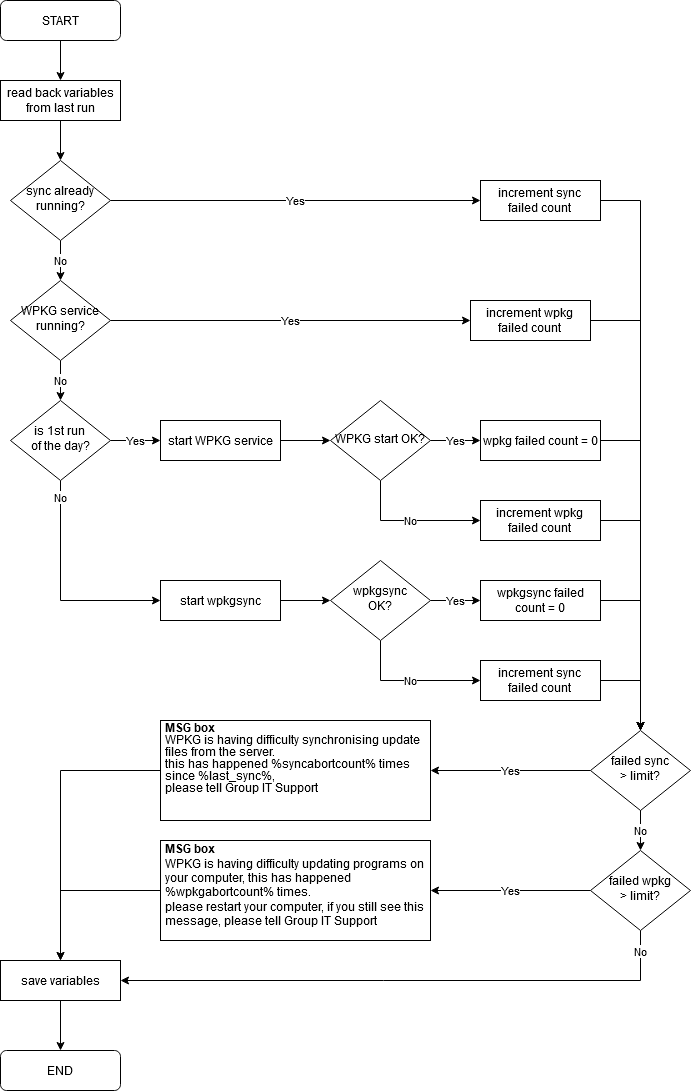 START
read back variables
from last run
sync already
running?
Yes
increment sync
failed count
No
WPKG service
running?
Yes
increment wpkg
failed count
No
is 1st run
of the day?
Yes
start WPKG service
WPKG start OK?
Yes
wpkg failed count = 0
No
No
increment wpkg
failed count
start wpkgsync
wpkgsync
OK?
Yes
wpkgsync failed
count = 0
No
increment sync
failed count
MSG box
WPKG is having difficulty synchronising update
files from the server.
this has happened %syncabortcount% times
since %last_sync%,
please tell Group IT Support
Yes
failed sync
> limit?
No
MSG box
WPKG is having difficulty updating programs on
your computer, this has happened
%wpkgabortcount% times.
please restart your computer, if you still see this
message, please tell Group IT Support
Yes
failed wpkg
> limit?
No
save variables
END